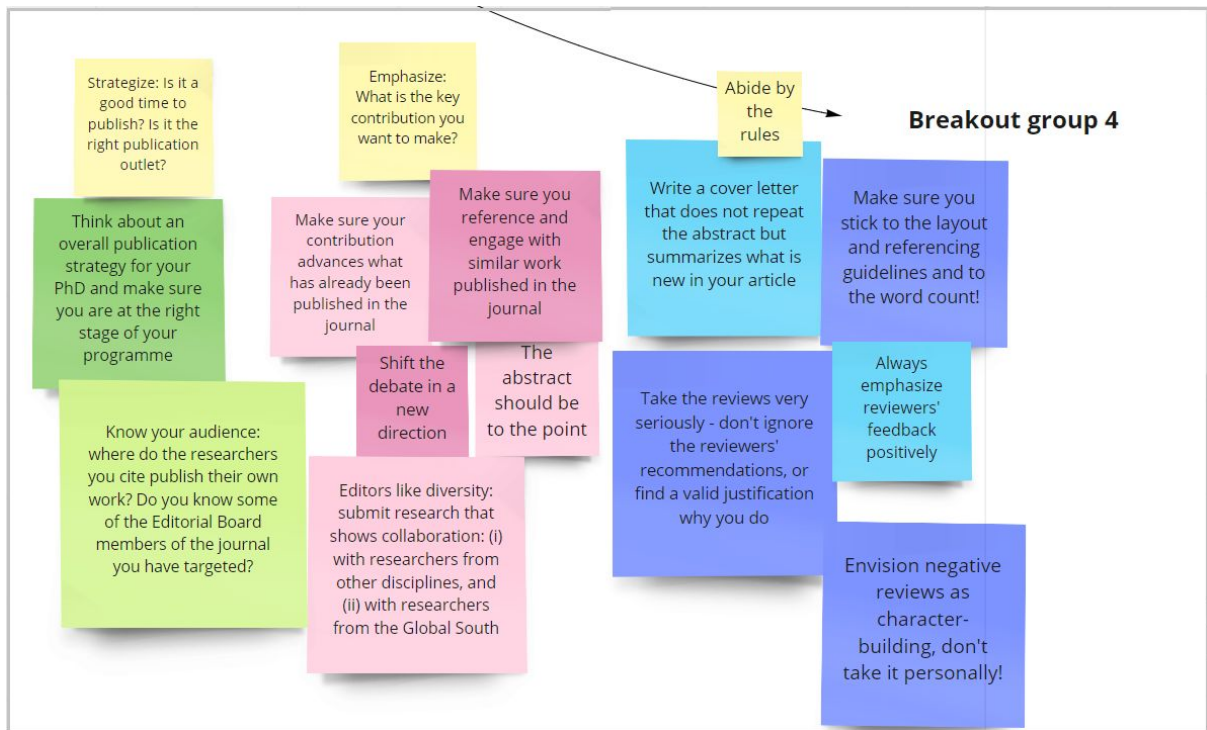 Strategize: Is it a
good time to
publish? Is it the
right publication
outlet?
Think about an
overall publication
strategy for your
PhD and make sure
you are at the right
stage of your
programme
Know your audience:
where do the researchers
you cite publish their own
work? Do you know some
of the Editorial Board
members of the journal
you have targeted?
Emphasize:
What is the key
contribution you
want to make?
Make sure your
contribution
advances what
has already been
published in the
journal
Make sure you
reference and
engage with
similar work
published in the
journal
Shift the
debate in a
new
direction
The
abstract
should be
to the point
Editors like diversity:
submit research that
shows collaboration: (i)
with researchers from
other disciplines, and
(ii) with researchers
from the Global South
Abide by
the
rules
Breakout group 4
Write a cover letter
that does not repeat
the abstract but
summarizes what is
new in your article
Make sure you
stick to the layout
and referencing
guidelines and to
the word count!
Take the reviews very
seriously - don't ignore
the reviewers'
recommendations, or
find a valid justification
why you do
Always
emphasize
reviewers'
feedback
positively
Envision negative
reviews as
character-
building, don't
take it personally!